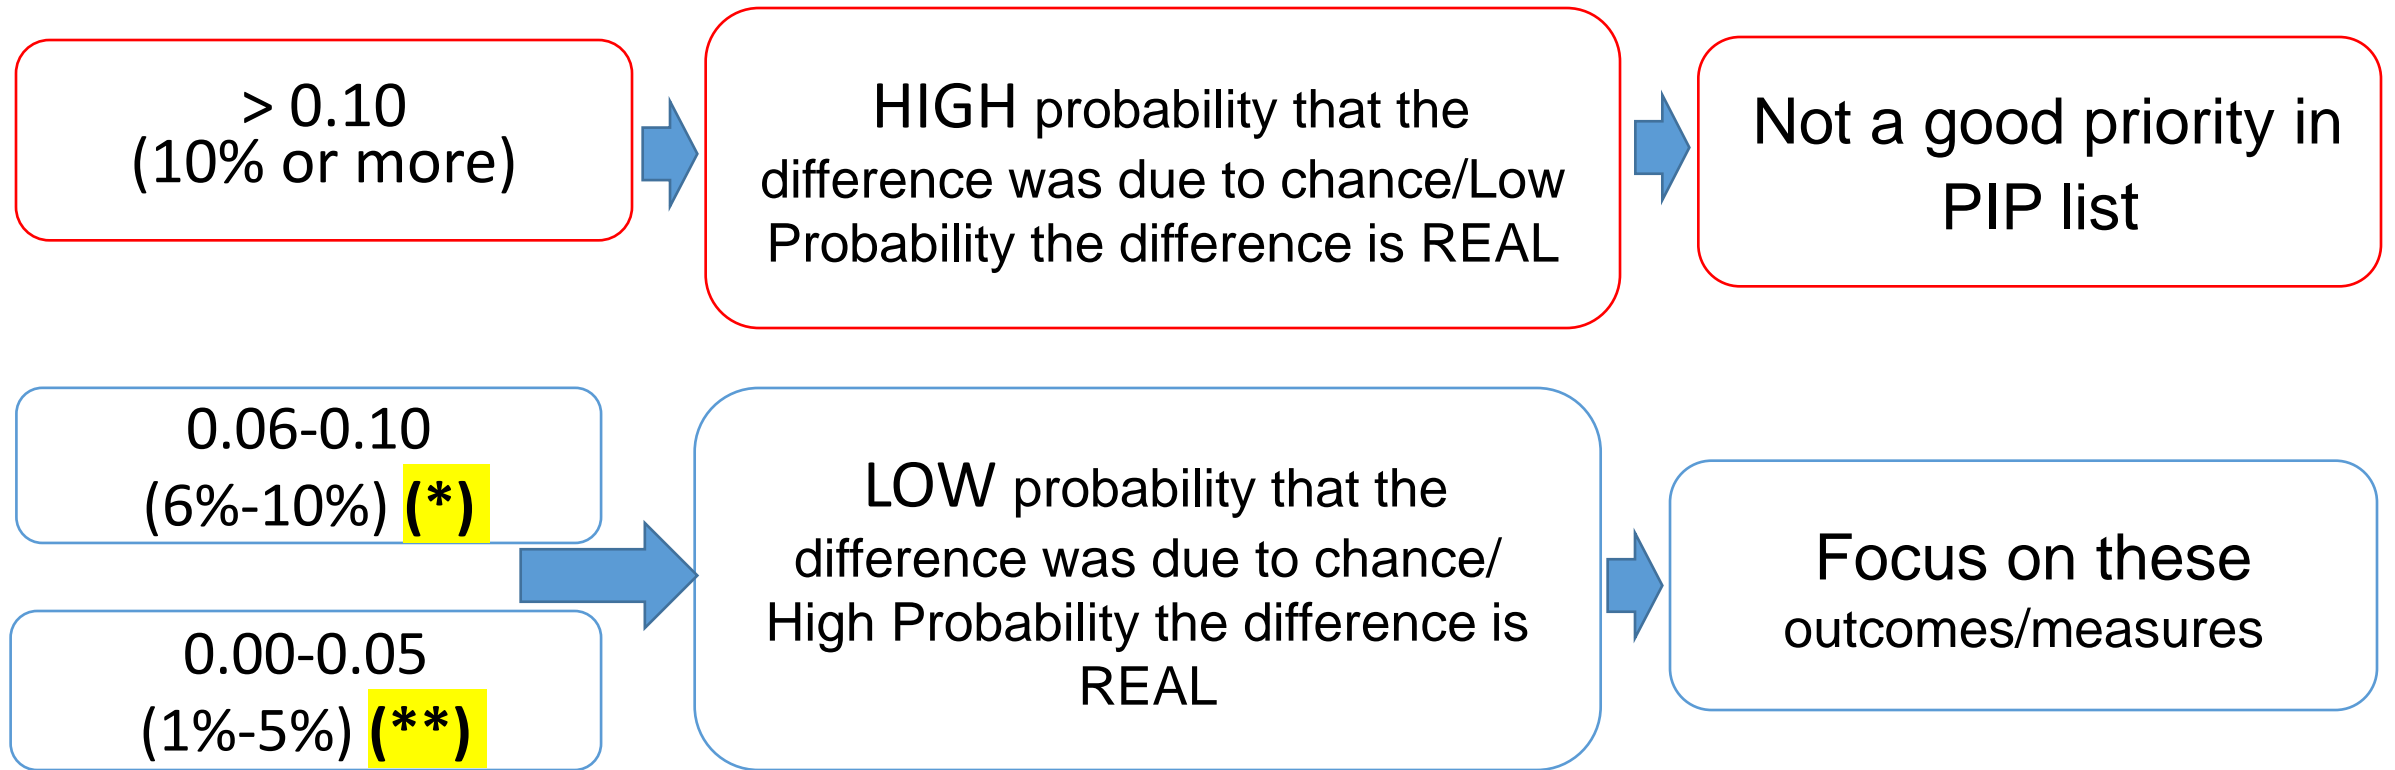 > 0.10
(10% or more)
HIGH probability that the
difference was due to chance/Low
Probability the difference is REAL
Not a good priority in
PIP list
0.06-0.10
(6%-10%) (*)
0.00-0.05
(1%-5%) (**)
LOW probability that the
difference was due to chance/
High Probability the difference is
REAL
Focus on these
outcomes/measures